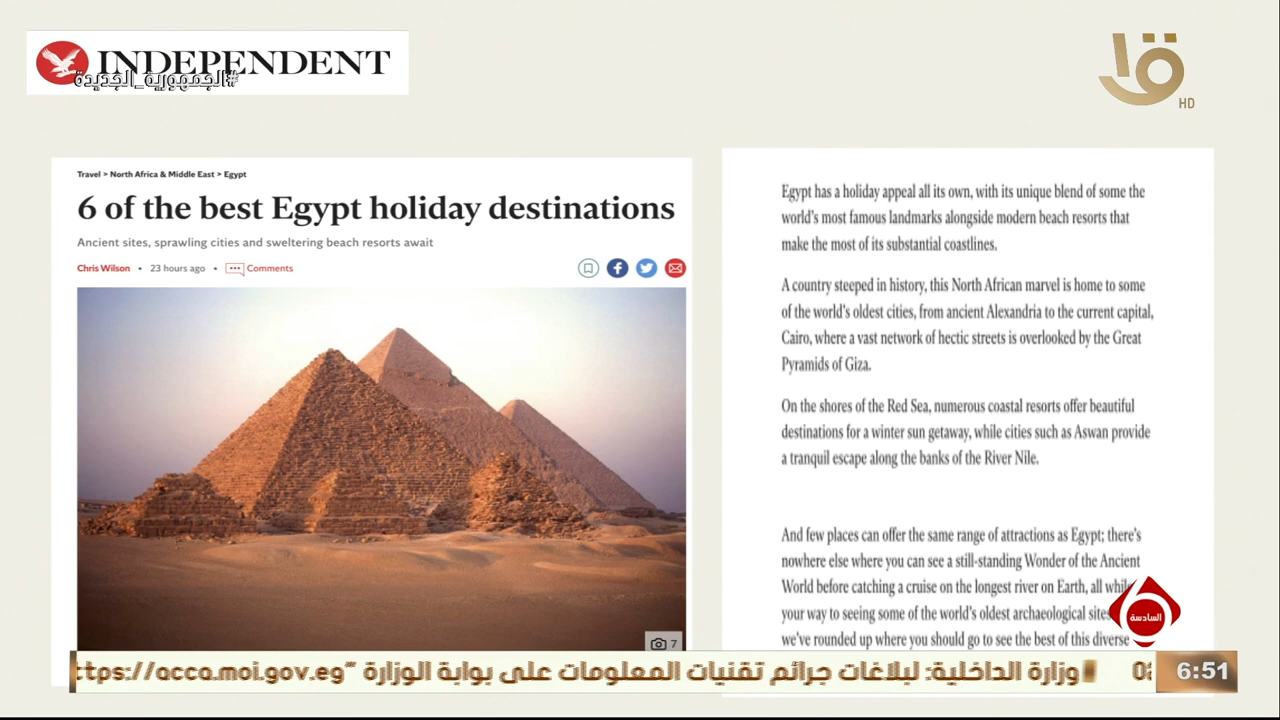 INDEPENDENT
#الجمهورية_الجديدة
HD
Travel > North Africa & Middle East > Egypt
6 of the best Egypt holiday destinations
Ancient sites, sprawling cities and sweltering beach resorts await
Chris Wilson • 23 hours ago • Comments
7
Egypt has a holiday appeal all its own, with its unique blend of some the
world's most famous landmarks alongside modern beach resorts that
make the most of its substantial coastlines.
A country steeped in history, this North African marvel is home to some
of the world's oldest cities, from ancient Alexandria to the current capital,
Cairo, where a vast network of hectic streets is overlooked by the Great
Pyramids of Giza.
On the shores of the Red Sea, numerous coastal resorts offer beautiful
destinations for a winter sun getaway, while cities such as Aswan provide
a tranquil escape along the banks of the River Nile.
And few places can offer the same range of attractions as Egypt; there's
nowhere else where you can see a still-standing Wonder of the Ancient
World before catching a cruise on the longest river on Earth, all while
your way to seeing some of the world's oldest archaeological sites
we've rounded up where you should go to see the best of this diverse
السادسة
وزارة الداخلية: لبلاغات جرائم تقنيات المعلومات على بوابة الوزارة "ttps://acca.moi.gov.eg
6:51